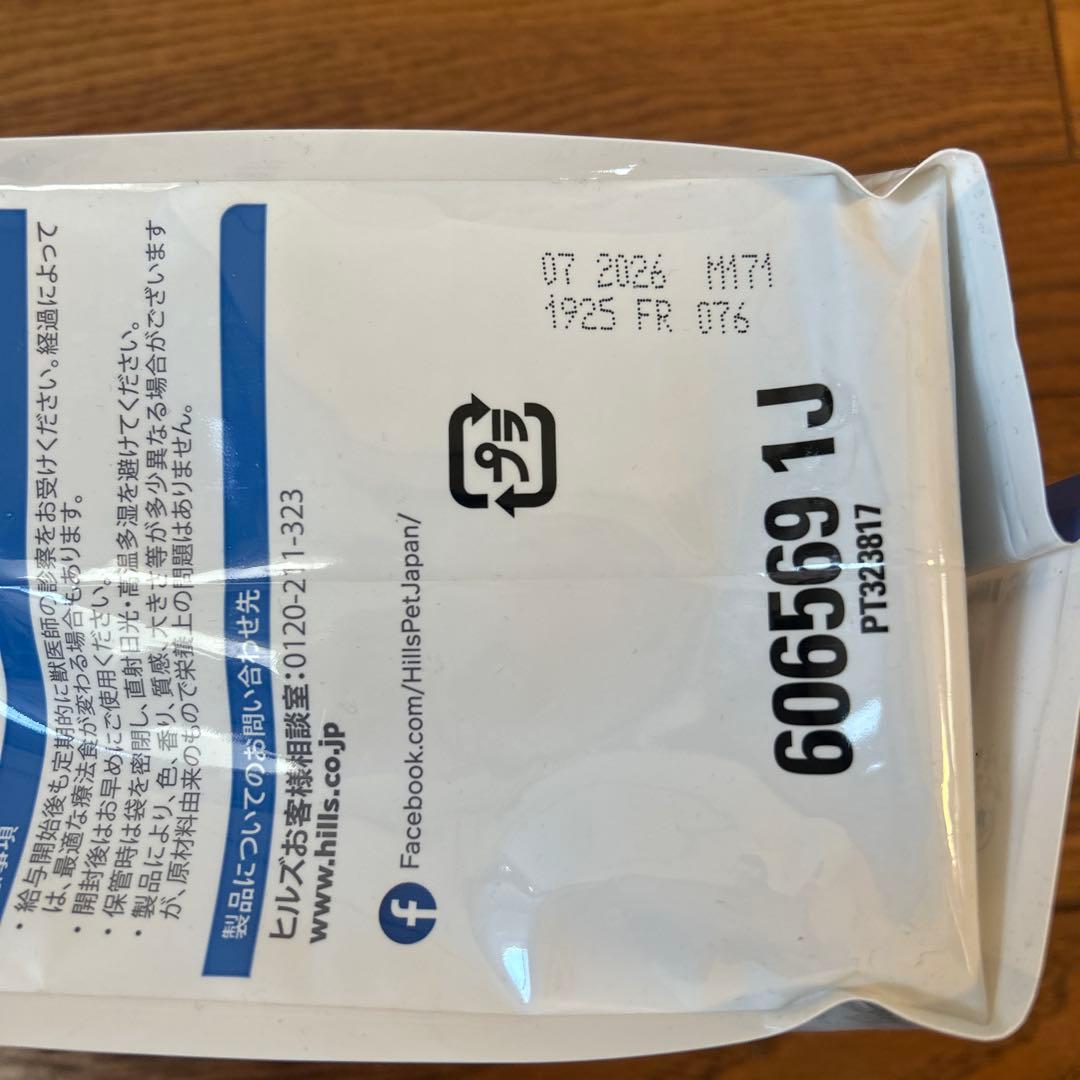 事項
・給与開始後も定期的に獣医師の診察をお受けください。経過によって
は、最適な療法食が変わる場合もあります。
・開封後はお早めにご使用ください。
・保管時は袋を密閉し、直射日光・高温多湿を避けてください。
・製品により、色、香り、質感、大きさ等が多少異なる場合がございます
が、原材料由来のもので栄養上の問題はありません。
製品についてのお問い合わせ先
ヒルズお客様相談室:0120-211-323
www.hills.co.jp
Facebook.com/HillsPetJapan/
プラ
07 2026 M171
1925 FR 076
606569 1J
PT323817